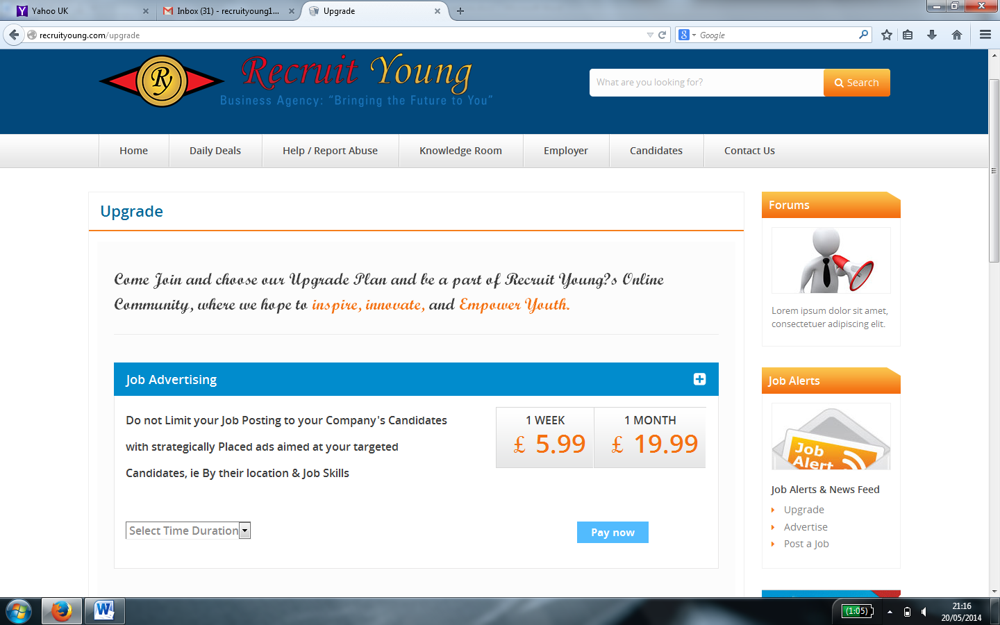 Yahoo UK
Inbox (31) - recruityoung1...
Upgrade
recruityoung.com/upgrade
Google
Ry
Recruit Young
Business Agency: “Bringing the Future to You”
What are you looking for?
Search
Home
Daily Deals
Help / Report Abuse
Knowledge Room
Employer
Candidates
Contact Us
Upgrade
Come Join and choose our Upgrade Plan and be a part of Recruit Young?s Online
Community, where we hope to inspire, innovate, and Empower Youth.
Job Advertising
Do not Limit your Job Posting to your Company's Candidates
with strategically Placed ads aimed at your targeted
Candidates, ie By their location & Job Skills
1 WEEK
£ 5.99
1 MONTH
£ 19.99
Select Time Duration
Pay now
Forums
Lorem ipsum dolor sit amet,
consectetuer adipiscing elit.
Job Alerts
Job
Alert
Job Alerts & News Feed
Upgrade
Advertise
Post a Job
(1:05)
21:16
20/05/2014